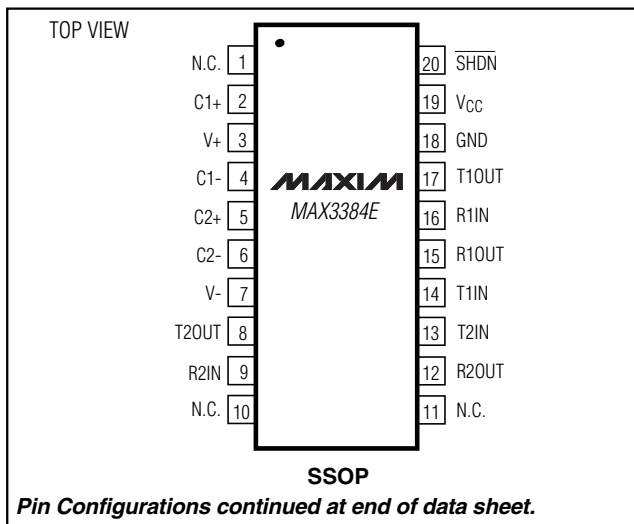 TOP VIEW
N.C. 1
C1+ 2
V+ 3
C1- 4
C2+ 5
C2- 6
V- 7
T2OUT 8
R2IN 9
N.C. 10
MAXIM
MAX3384E
20 SHDN
19 VCC
18 GND
17 T1OUT
16 R1IN
15 R1OUT
14 T1IN
13 T2IN
12 R2OUT
11 N.C.
SSOP
Pin Configurations continued at end of data sheet.